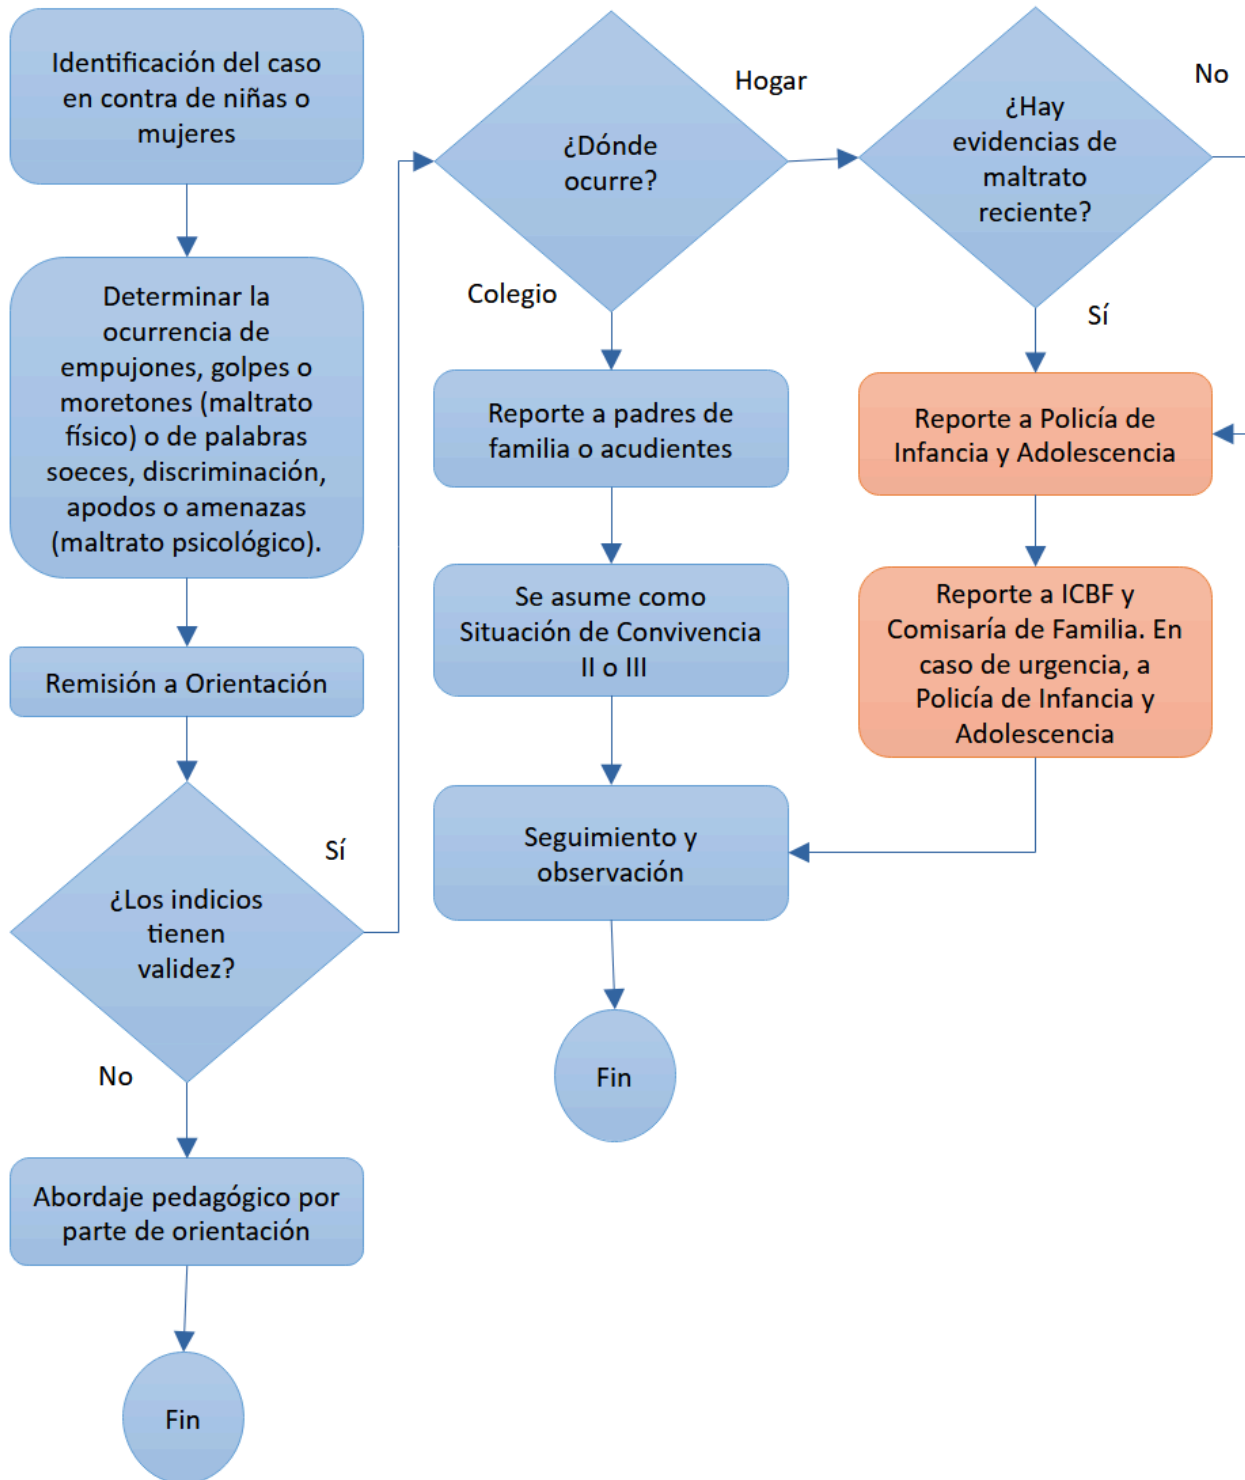 Identificación del caso
en contra de niñas o
mujeres
Determinar la
ocurrencia de
empujones, golpes o
moretones (maltrato
físico) o de palabras
soeces, discriminación,
apodos o amenazas
(maltrato psicológico).
Remisión a Orientación
¿Los indicios
tienen
validez?
Sí
No
Abordaje pedagógico por
parte de orientación
Fin
¿Dónde
ocurre?
Hogar
Colegio
Reporte a padres de
familia o acudientes
Se asume como
Situación de Convivencia
II o III
Seguimiento y
observación
Fin
¿Hay
evidencias de
maltrato
reciente?
No
Sí
Reporte a Policía de
Infancia y Adolescencia
Reporte a ICBF y
Comisaría de Familia. En
caso de urgencia, a
Policía de Infancia y
Adolescencia